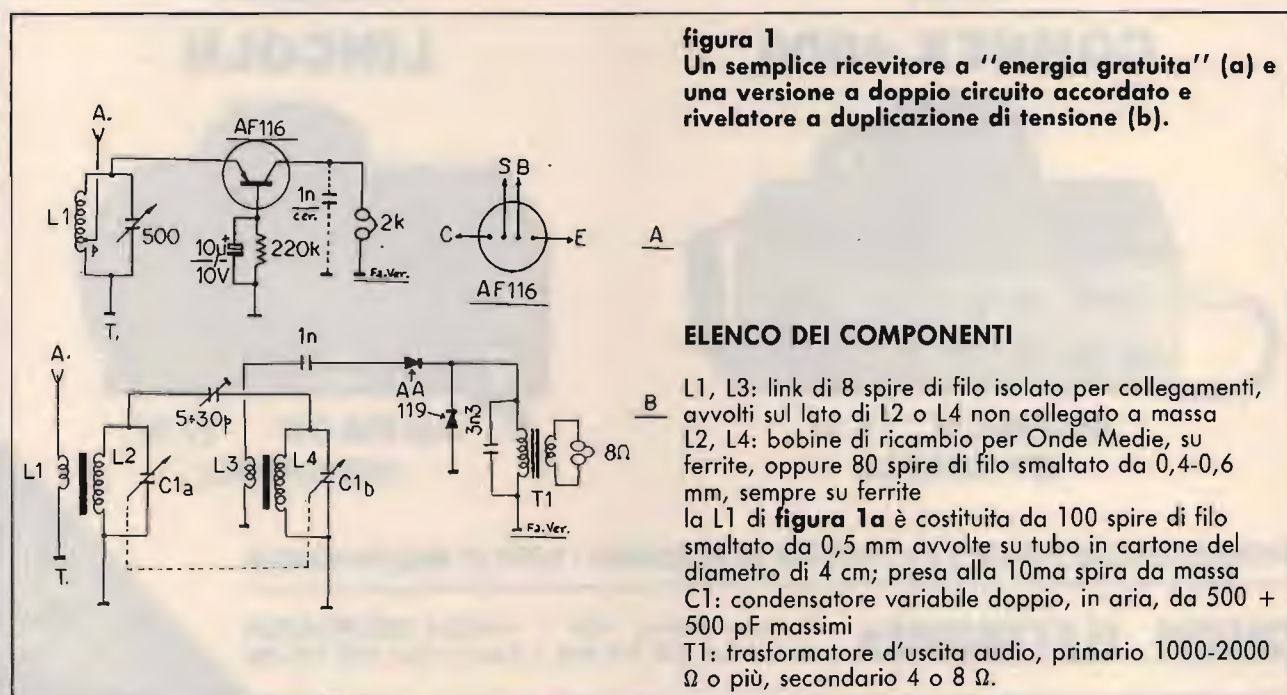 figura 1
Un semplice ricevitore a ''energia gratuita'' (a) e
una versione a doppio circuito accordato e
rivelatore a duplicazione di tensione (b).
A.
L1
P
500
T.
AF116
10µ
+
10V
220k
1n
cer.
2k
Fa.Ver.
S B
C
E
AF116
A
A.
L1
T.
5÷30p
L2
C1a
L3
1n
L4
C1b
AA
119
3n3
T1
8Ω
Fa.Ver.
B
ELENCO DEI COMPONENTI
L1, L3: link di 8 spire di filo isolato per collegamenti,
avvolti sul lato di L2 o L4 non collegato a massa
L2, L4: bobine di ricambio per Onde Medie, su
ferrite, oppure 80 spire di filo smaltato da 0,4-0,6
mm, sempre su ferrite
la L1 di figura 1a è costituita da 100 spire di filo
smaltato da 0,5 mm avvolte su tubo in cartone del
diametro di 4 cm; presa alla 10ma spira da massa
C1: condensatore variabile doppio, in aria, da 500 +
500 pF massimi
T1: trasformatore d'uscita audio, primario 1000-2000
Ω o più, secondario 4 o 8 Ω.